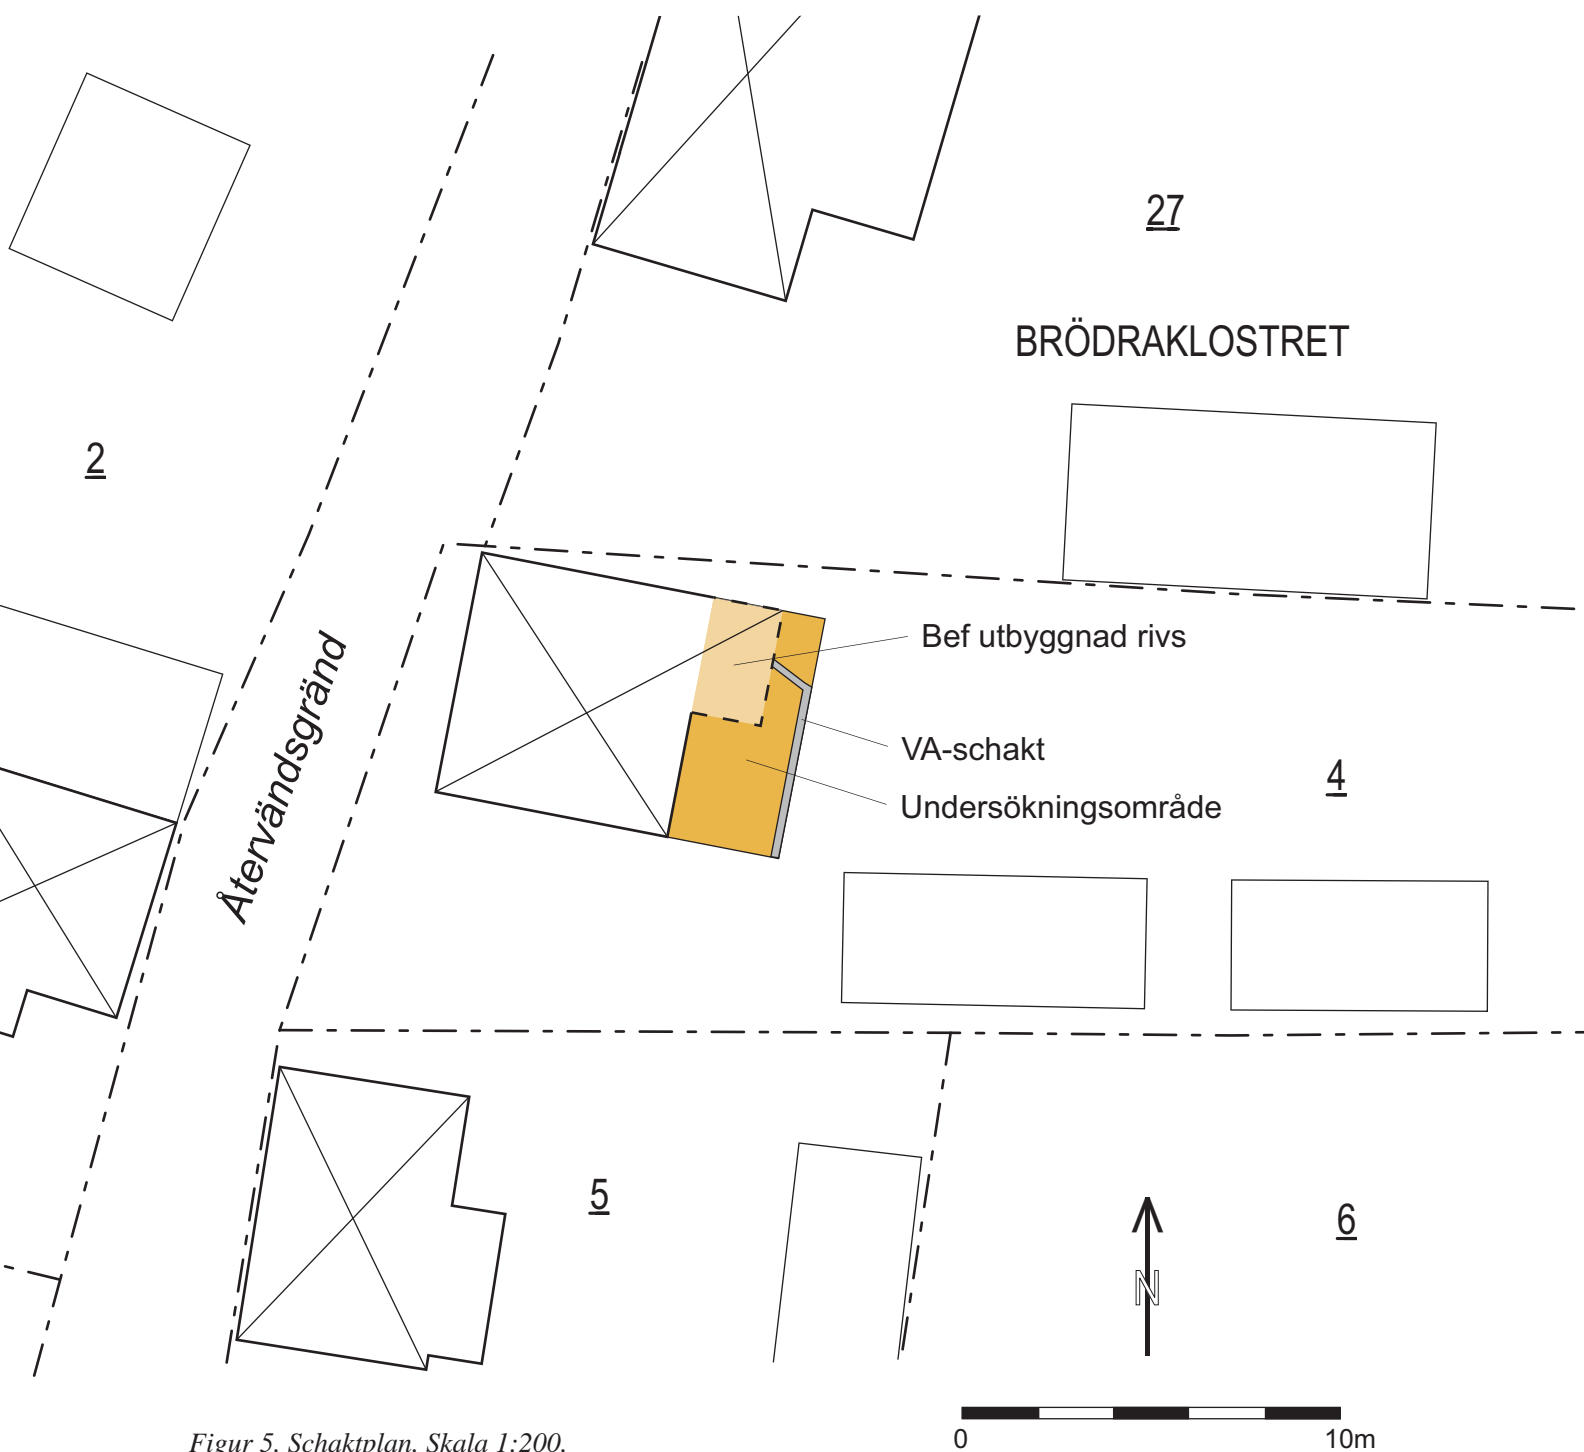 27
BRÖDRAKLOSTRET
2
Bef utbyggnad rivs
Återvändsgränd
VA-schakt
4
Undersökningsområde
5
6
N
0 10m
Figur 5. Schaktplan. Skala 1:200.